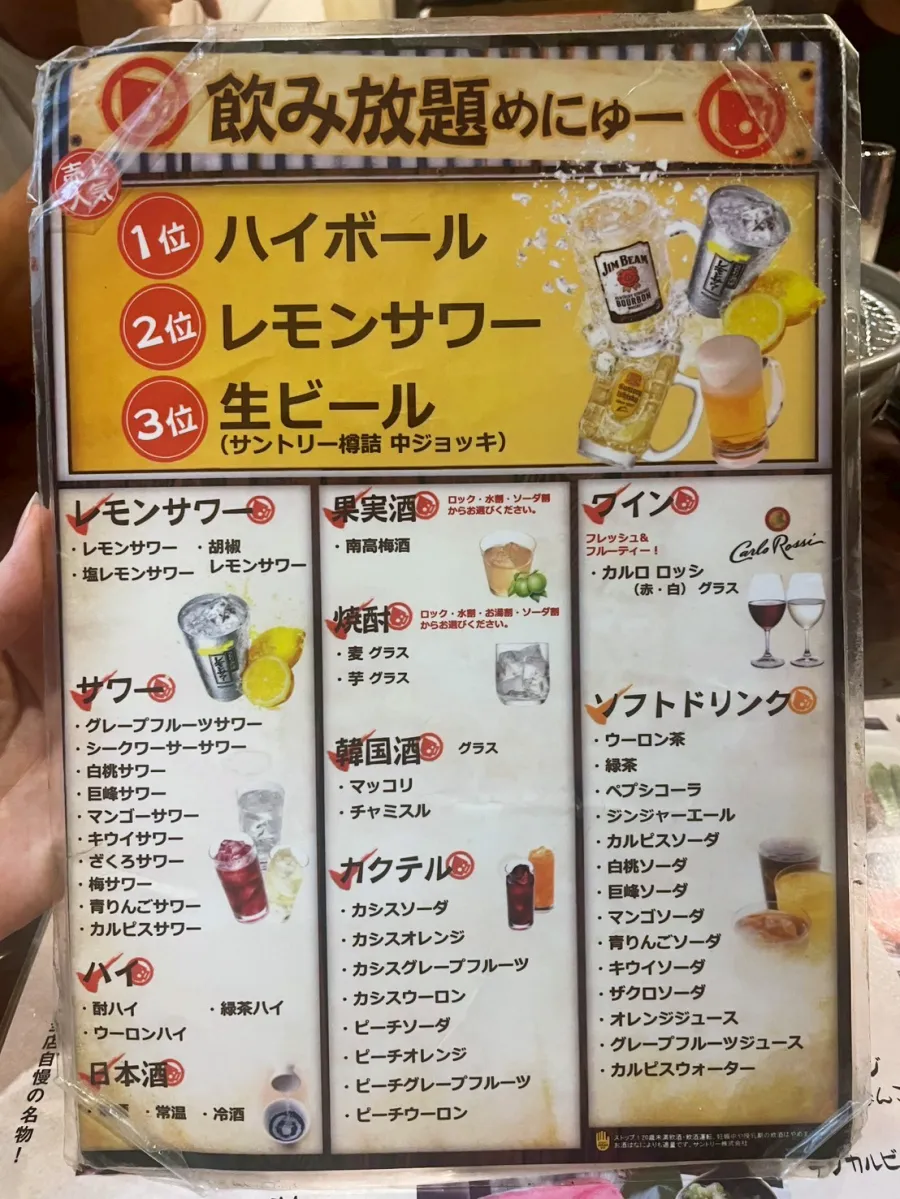 飲み放題めにゅー
1位 ハイボール
2位 レモンサワー
3位 生ビール
(サントリー樽詰 中ジョッキ)
JIM BEAM
BOURBON
レモンサワー
・レモンサワー ・胡椒
レモンサワー
・塩レモンサワー
サワー
・グレープフルーツサワー
・シークワーサーサワー
・白桃サワー
・巨峰サワー
・マンゴーサワー
・キウイサワー
・ざくろサワー
・梅サワー
・青りんごサワー
・カルピスサワー
ハイ
・酎ハイ ・緑茶ハイ
・ウーロンハイ
日本酒
・常温 ・冷酒
果実酒
ロック・水割・ソーダ割
からお選びください。
・南高梅酒
焼酎
ロック・水割・お湯割・ソーダ割
からお選びください。
・麦 グラス
・芋 グラス
韓国酒 グラス
・マッコリ
・チャミスル
カクテル
・カシスソーダ
・カシスオレンジ
・カシスグレープフルーツ
・カシスウーロン
・ピーチソーダ
・ピーチオレンジ
・ピーチグレープフルーツ
・ピーチウーロン
ワイン
フレッシュ&
フルーティー!
Carlo Rossi
・カルロ ロッシ
(赤・白) グラス
ソフトドリンク
・ウーロン茶
・緑茶
・ペプシコーラ
・ジンジャーエール
・カルピスソーダ
・白桃ソーダ
・巨峰ソーダ
・マンゴソーダ
・青りんごソーダ
・キウイソーダ
・ザクロソーダ
・オレンジジュース
・グレープフルーツジュース
・カルピスウォーター
店自慢の名物!
カルビ